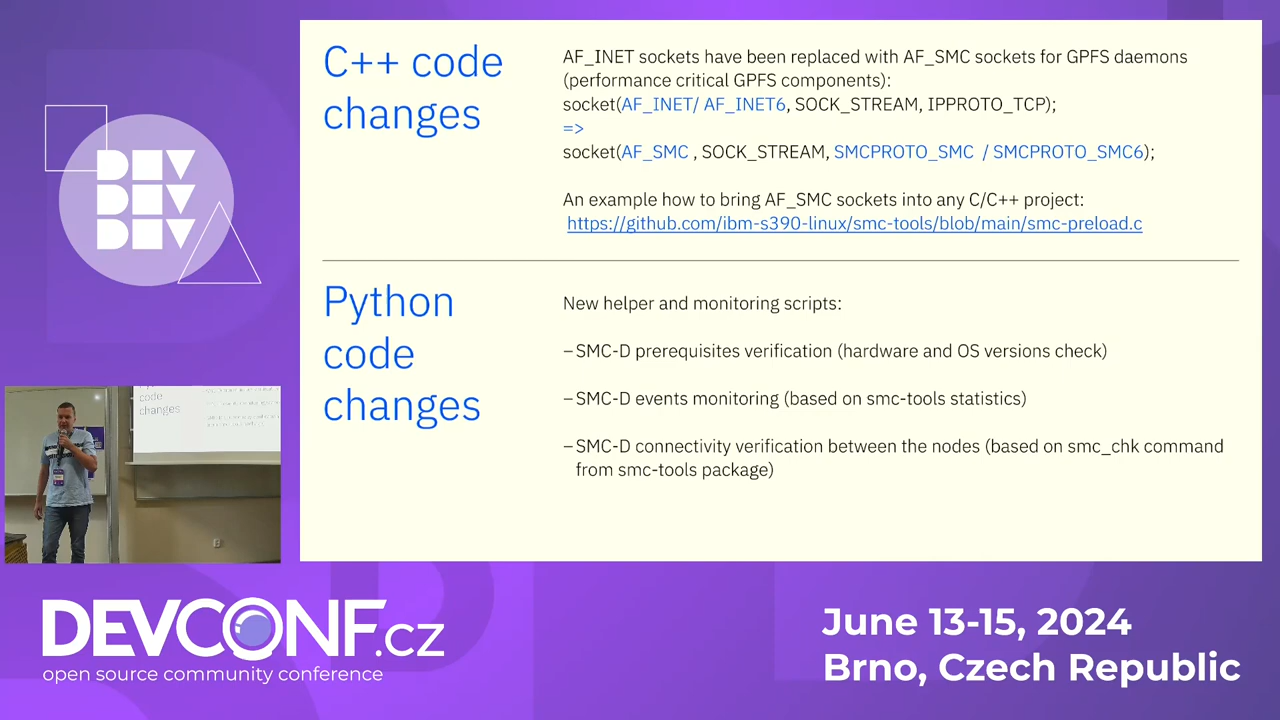 C++ code
changes
AF_INET sockets have been replaced with AF_SMC sockets for GPFS daemons
(performance critical GPFS components):
socket(AF_INET/ AF_INET6, SOCK_STREAM, IPPROTO_TCP);
=>
socket(AF_SMC , SOCK_STREAM, SMCPROTO_SMC / SMCPROTO_SMC6);
An example how to bring AF_SMC sockets into any C/C++ project:
https://github.com/ibm-s390-linux/smc-tools/blob/main/smc-preload.c
Python
code
changes
New helper and monitoring scripts:
–SMC-D prerequisites verification (hardware and OS versions check)
–SMC-D events monitoring (based on smc-tools statistics)
–SMC-D connectivity verification between the nodes (based on smc_chk command
from smc-tools package)
DEV
DEV
DEV
code
changes
DEVCONF.cz
open source community conference
June 13-15, 2024
Brno, Czech Republic